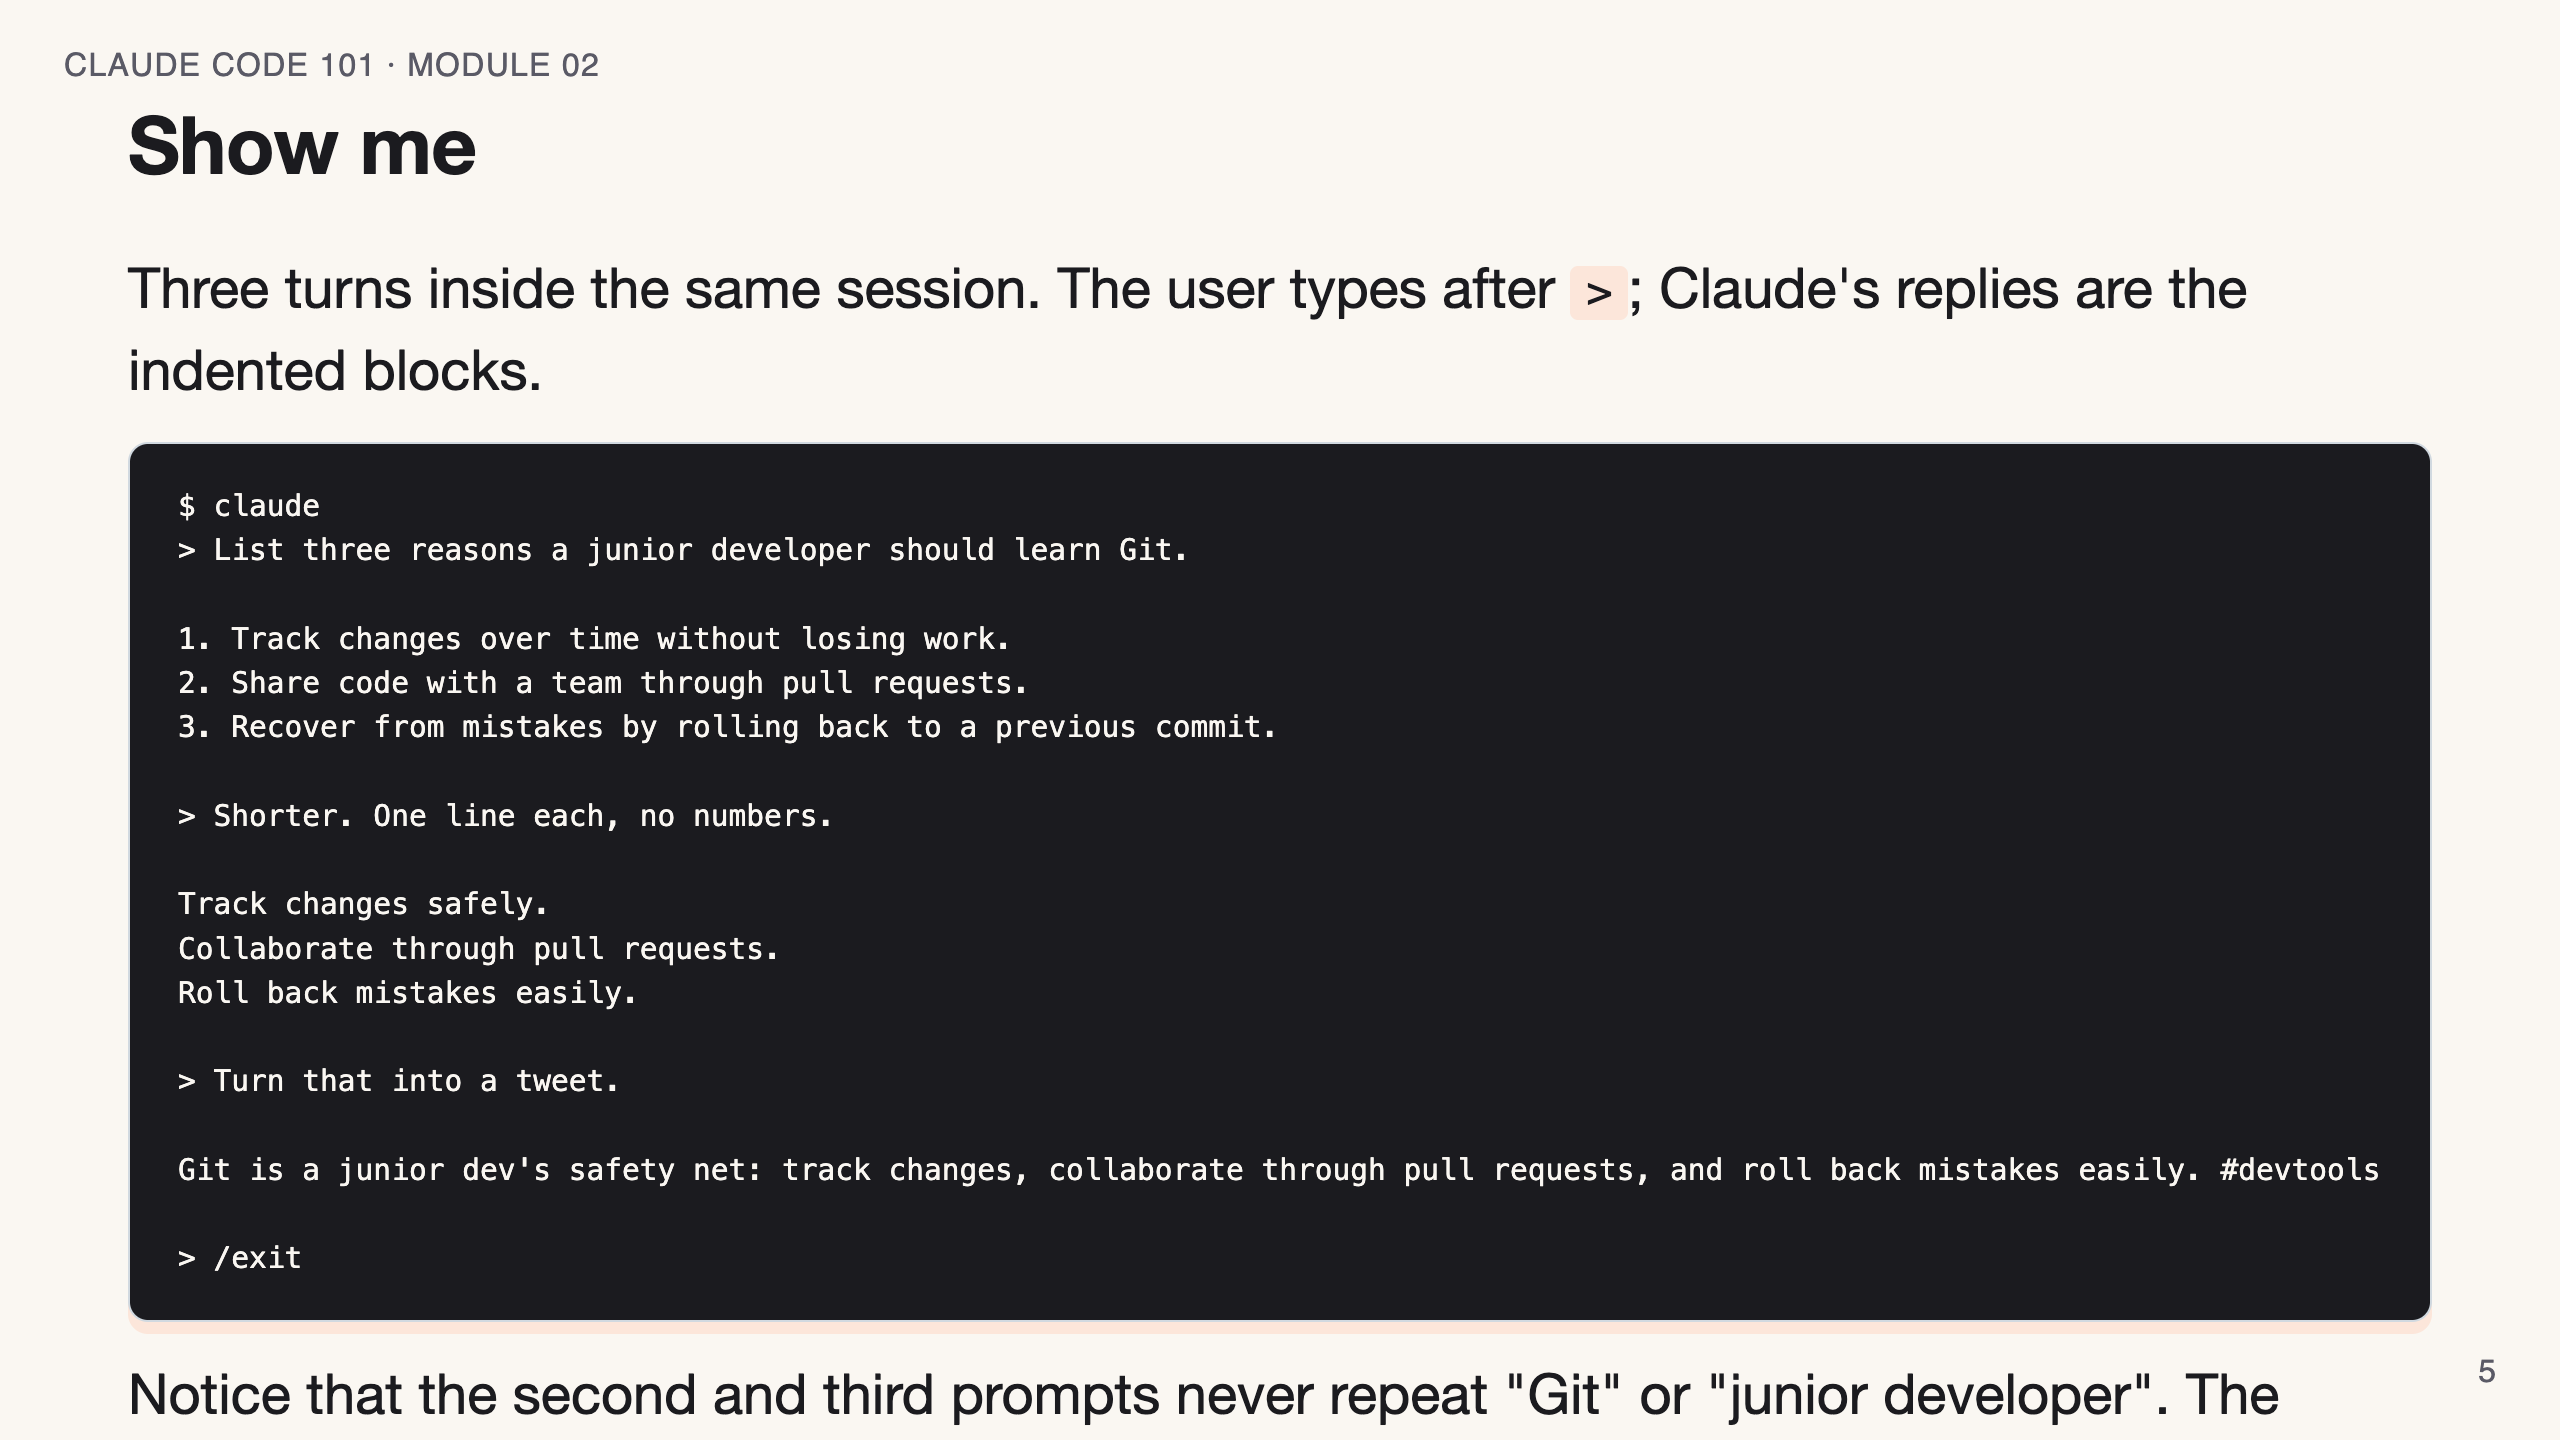 CLAUDE CODE 101 · MODULE 02
Show me
Three turns inside the same session. The user types after >; Claude's replies are the
indented blocks.
$ claude
> List three reasons a junior developer should learn Git.
1. Track changes over time without losing work.
2. Share code with a team through pull requests.
3. Recover from mistakes by rolling back to a previous commit.
> Shorter. One line each, no numbers.
Track changes safely.
Collaborate through pull requests.
Roll back mistakes easily.
> Turn that into a tweet.
Git is a junior dev's safety net: track changes, collaborate through pull requests, and roll back mistakes easily. #devtools
> /exit
Notice that the second and third prompts never repeat "Git" or "junior developer". The
5